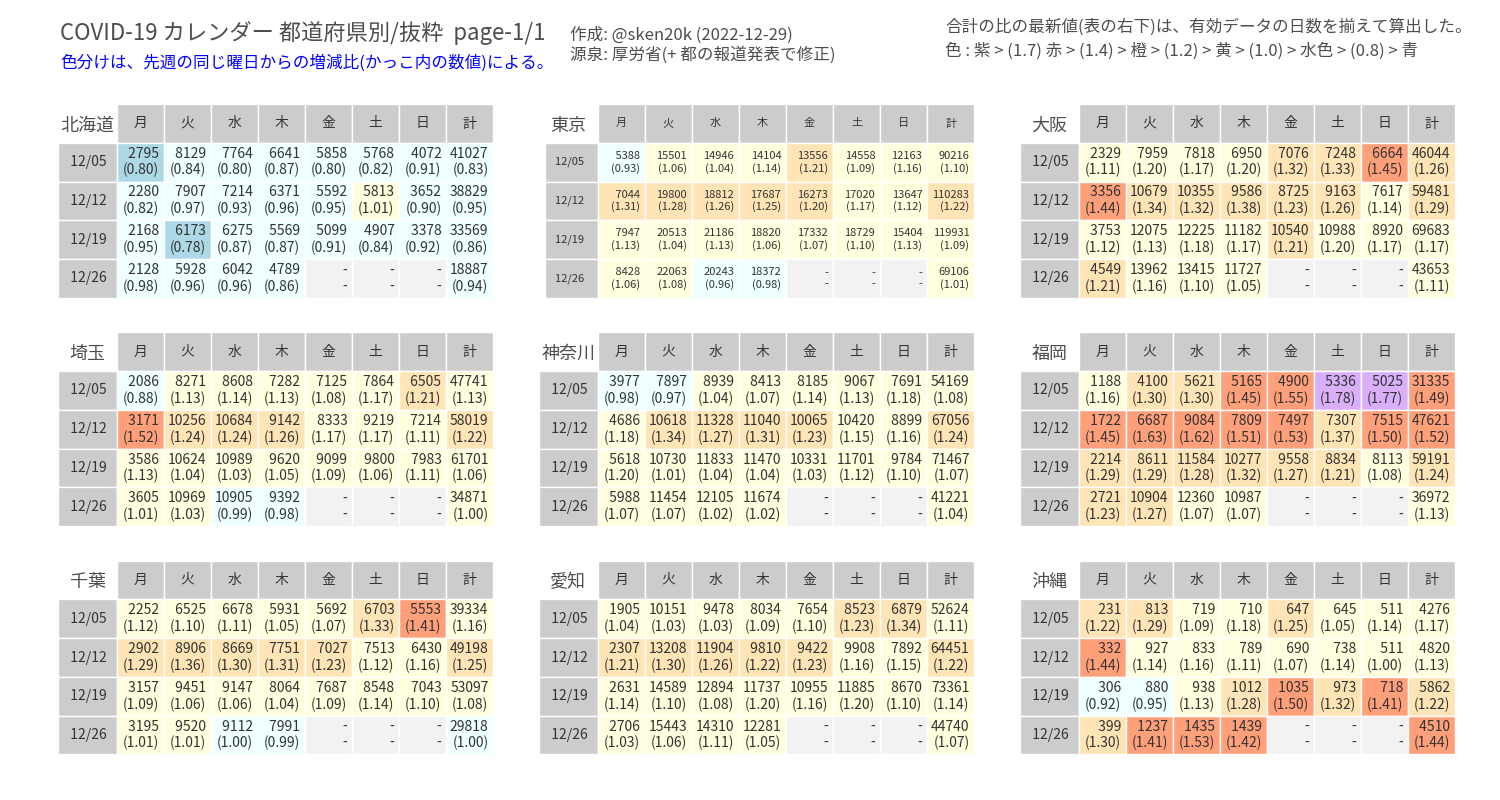 COVID-19 カレンダー 都道府県別/抜粋 page-1/1
色分けは、先週の同じ曜日からの増減比(かっこ内の数値)による。
作成: @sken20k (2022-12-29)
源泉: 厚労省(+ 都の報道発表で修正)
合計の比の最新値(表の右下)は、有効データの日数を揃えて算出した。
色 : 紫 > (1.7) 赤 > (1.4) 橙 > (1.2) > 黄 > (1.0) > 水色 > (0.8) > 青
北海道 月 火 水 木 金 土 日 計
12/05 2795 8129 7764 6641 5858 5768 4072 41027
(0.80) (0.84) (0.80) (0.87) (0.80) (0.82) (0.91) (0.83)
12/12 2280 7907 7214 6371 5592 5813 3652 38829
(0.82) (0.97) (0.93) (0.96) (0.95) (1.01) (0.90) (0.95)
12/19 2168 6173 6275 5569 5099 4907 3378 33569
(0.95) (0.78) (0.87) (0.87) (0.91) (0.84) (0.92) (0.86)
12/26 2128 5928 6042 4789 - - - 18887
(0.98) (0.96) (0.96) (0.86) - - - (0.94)
東京 月 火 水 木 金 土 日 計
12/05 5388 15501 14946 14104 13556 14558 12163 90216
(0.93) (1.06) (1.04) (1.14) (1.21) (1.09) (1.16) (1.10)
12/12 7044 19800 18812 17687 16273 17020 13647 110283
(1.31) (1.28) (1.26) (1.25) (1.20) (1.17) (1.12) (1.22)
12/19 7947 20513 21186 18820 17332 18729 15404 119931
(1.13) (1.04) (1.13) (1.06) (1.07) (1.10) (1.13) (1.09)
12/26 8428 22063 20243 18372 - - - 69106
(1.06) (1.08) (0.96) (0.98) - - - (1.01)
大阪 月 火 水 木 金 土 日 計
12/05 2329 7959 7818 6950 7076 7248 6664 46044
(1.11) (1.20) (1.17) (1.20) (1.32) (1.33) (1.45) (1.26)
12/12 3356 10679 10355 9586 8725 9163 7617 59481
(1.44) (1.34) (1.32) (1.38) (1.23) (1.26) (1.14) (1.29)
12/19 3753 12075 12225 11182 10540 10988 8920 69683
(1.12) (1.13) (1.18) (1.17) (1.21) (1.20) (1.17) (1.17)
12/26 4549 13962 13415 11727 - - - 43653
(1.21) (1.16) (1.10) (1.05) - - - (1.11)
埼玉 月 火 水 木 金 土 日 計
12/05 2086 8271 8608 7282 7125 7864 6505 47741
(0.88) (1.13) (1.14) (1.13) (1.08) (1.17) (1.21) (1.13)
12/12 3171 10256 10684 9142 8333 9219 7214 58019
(1.52) (1.24) (1.24) (1.26) (1.17) (1.17) (1.11) (1.22)
12/19 3586 10624 10989 9620 9099 9800 7983 61701
(1.13) (1.04) (1.03) (1.05) (1.09) (1.06) (1.11) (1.06)
12/26 3605 10969 10905 9392 - - - 34871
(1.01) (1.03) (0.99) (0.98) - - - (1.00)
神奈川 月 火 水 木 金 土 日 計
12/05 3977 7897 8939 8413 8185 9067 7691 54169
(0.98) (0.97) (1.04) (1.07) (1.14) (1.13) (1.18) (1.08)
12/12 4686 10618 11328 11040 10065 10420 8899 67056
(1.18) (1.34) (1.27) (1.31) (1.23) (1.15) (1.16) (1.24)
12/19 5618 10730 11833 11470 10331 11701 9784 71467
(1.20) (1.01) (1.04) (1.04) (1.03) (1.12) (1.10) (1.07)
12/26 5988 11454 12105 11674 - - - 41221
(1.07) (1.07) (1.02) (1.02) - - - (1.04)
福岡 月 火 水 木 金 土 日 計
12/05 1188 4100 5621 5165 4900 5336 5025 31335
(1.16) (1.30) (1.30) (1.45) (1.55) (1.78) (1.77) (1.49)
12/12 1722 6687 9084 7809 7497 7307 7515 47621
(1.45) (1.63) (1.62) (1.51) (1.53) (1.37) (1.50) (1.52)
12/19 2214 8611 11584 10277 9558 8834 8113 59191
(1.29) (1.29) (1.28) (1.32) (1.27) (1.21) (1.08) (1.24)
12/26 2721 10904 12360 10987 - - - 36972
(1.23) (1.27) (1.07) (1.07) - - - (1.13)
千葉 月 火 水 木 金 土 日 計
12/05 2252 6525 6678 5931 5692 6703 5553 39334
(1.12) (1.10) (1.11) (1.05) (1.07) (1.33) (1.41) (1.16)
12/12 2902 8906 8669 7751 7027 7513 6430 49198
(1.29) (1.36) (1.30) (1.31) (1.23) (1.12) (1.16) (1.25)
12/19 3157 9451 9147 8064 7687 8548 7043 53097
(1.09) (1.06) (1.06) (1.04) (1.09) (1.14) (1.10) (1.08)
12/26 3195 9520 9112 7991 - - - 29818
(1.01) (1.01) (1.00) (0.99) - - - (1.00)
愛知 月 火 水 木 金 土 日 計
12/05 1905 10151 9478 8034 7654 8523 6879 52624
(1.04) (1.03) (1.03) (1.09) (1.10) (1.23) (1.34) (1.11)
12/12 2307 13208 11904 9810 9422 9908 7892 64451
(1.21) (1.30) (1.26) (1.22) (1.23) (1.16) (1.15) (1.22)
12/19 2631 14589 12894 11737 10955 11885 8670 73361
(1.14) (1.10) (1.08) (1.20) (1.16) (1.20) (1.10) (1.14)
12/26 2706 15443 14310 12281 - - - 44740
(1.03) (1.06) (1.11) (1.05) - - - (1.07)
沖縄 月 火 水 木 金 土 日 計
12/05 231 813 719 710 647 645 511 4276
(1.22) (1.29) (1.09) (1.18) (1.25) (1.05) (1.14) (1.17)
12/12 332 927 833 789 690 738 511 4820
(1.44) (1.14) (1.16) (1.11) (1.07) (1.14) (1.00) (1.13)
12/19 306 880 938 1012 1035 973 718 5862
(0.92) (0.95) (1.13) (1.28) (1.50) (1.32) (1.41) (1.22)
12/26 399 1237 1435 1439 - - - 4510
(1.30) (1.41) (1.53) (1.42) - - - (1.44)